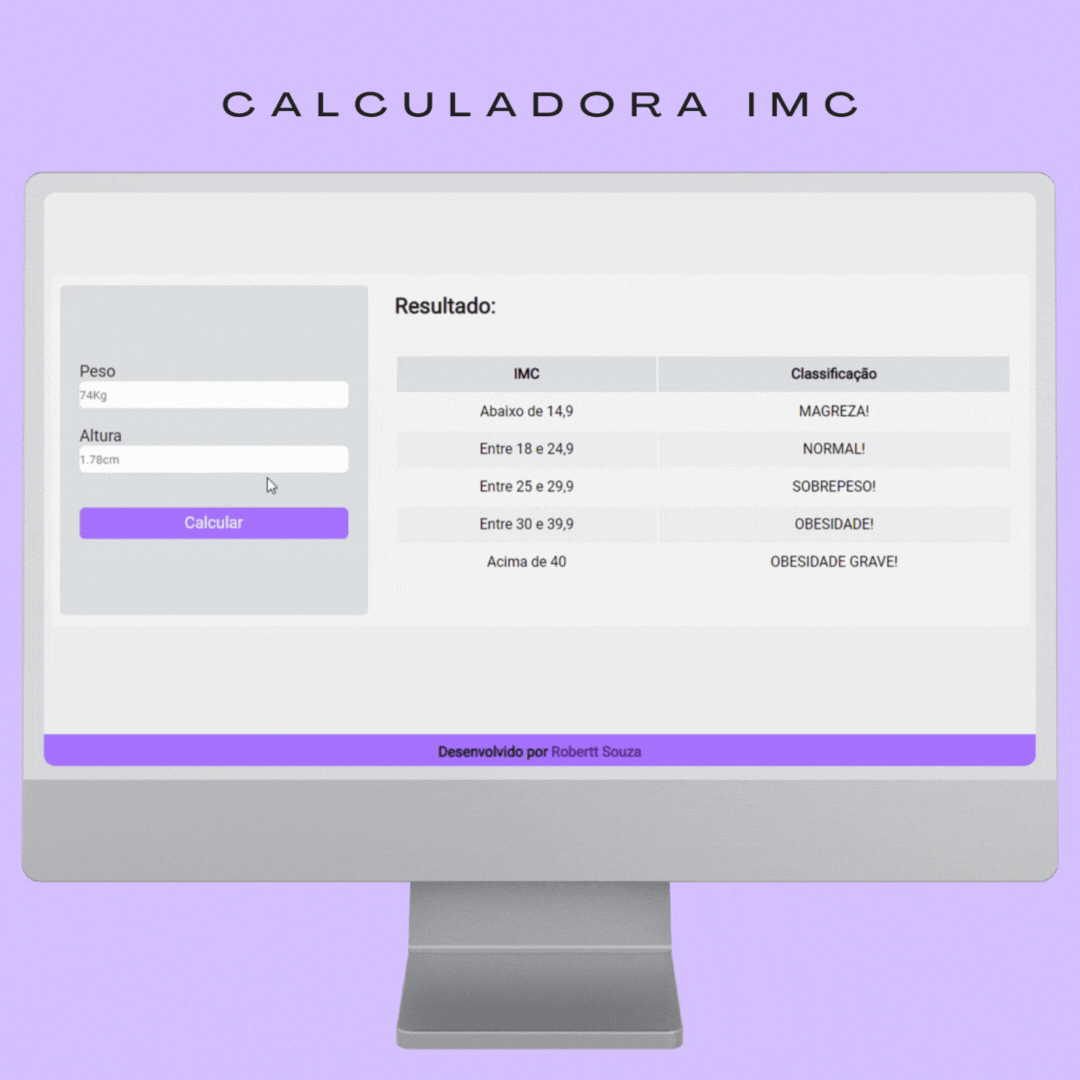 CALCULADORA IMC
Peso
74Kg
Altura
1.78cm
Calcular
Resultado:
IMC Classificação
Abaixo de 14,9 MAGREZA!
Entre 18 e 24,9 NORMAL!
Entre 25 e 29,9 SOBREPESO!
Entre 30 e 39,9 OBESIDADE!
Acima de 40 OBESIDADE GRAVE!
Desenvolvido por Robertt Souza